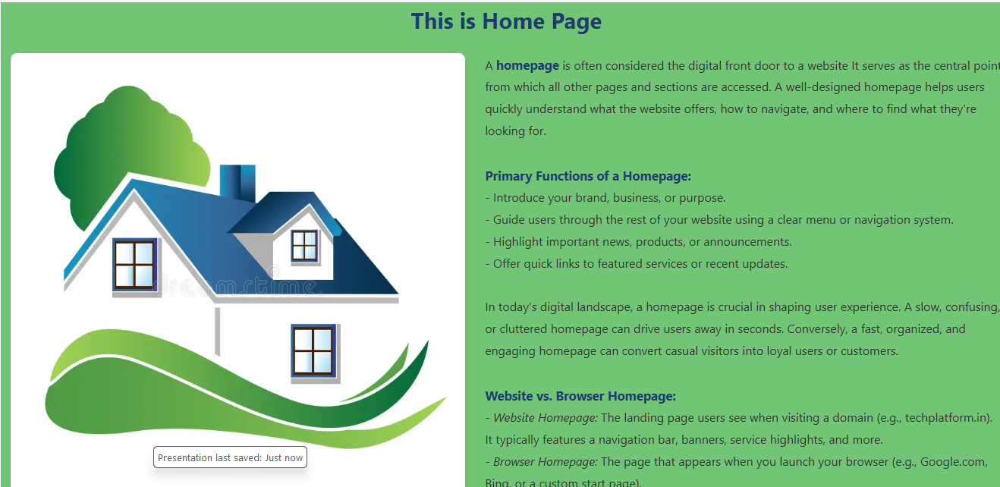 This is Home Page
A homepage is often considered the digital front door to a website It serves as the central point
from which all other pages and sections are accessed. A well-designed homepage helps users
quickly understand what the website offers, how to navigate, and where to find what they're
looking for.
Primary Functions of a Homepage:
- Introduce your brand, business, or purpose.
- Guide users through the rest of your website using a clear menu or navigation system.
- Highlight important news, products, or announcements.
- Offer quick links to featured services or recent updates.
In today's digital landscape, a homepage is crucial in shaping user experience. A slow, confusing,
or cluttered homepage can drive users away in seconds. Conversely, a fast, organized, and
engaging homepage can convert casual visitors into loyal users or customers.
Website vs. Browser Homepage:
- Website Homepage: The landing page users see when visiting a domain (e.g., techplatform.in).
It typically features a navigation bar, banners, service highlights, and more.
- Browser Homepage: The page that appears when you launch your browser (e.g., Google.com,
Bing, or a custom start page).
dreamstime.
Presentation last saved: Just now